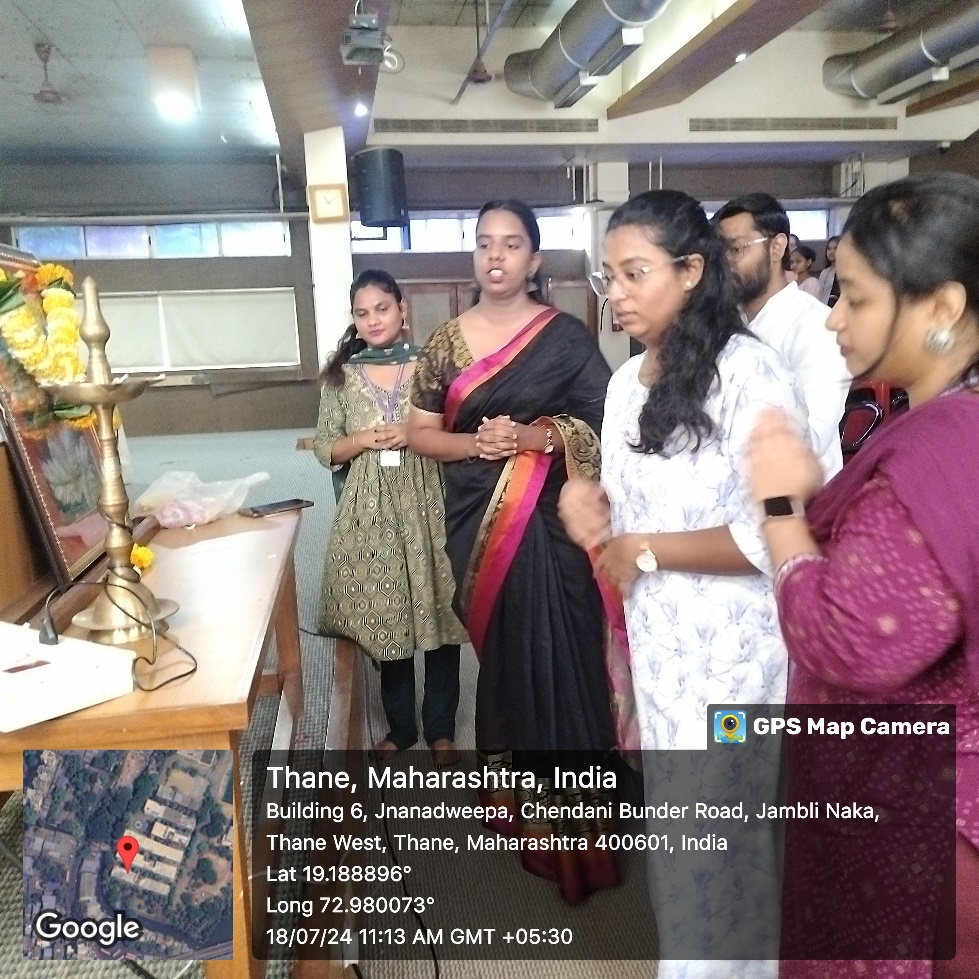 GPS Map Camera
Thane, Maharashtra, India
Building 6, Jnanadweepa, Chendani Bunder Road, Jambli Naka,
Thane West, Thane, Maharashtra 400601, India
Lat 19.188896°
Long 72.980073°
18/07/24 11:13 AM GMT +05:30
Google